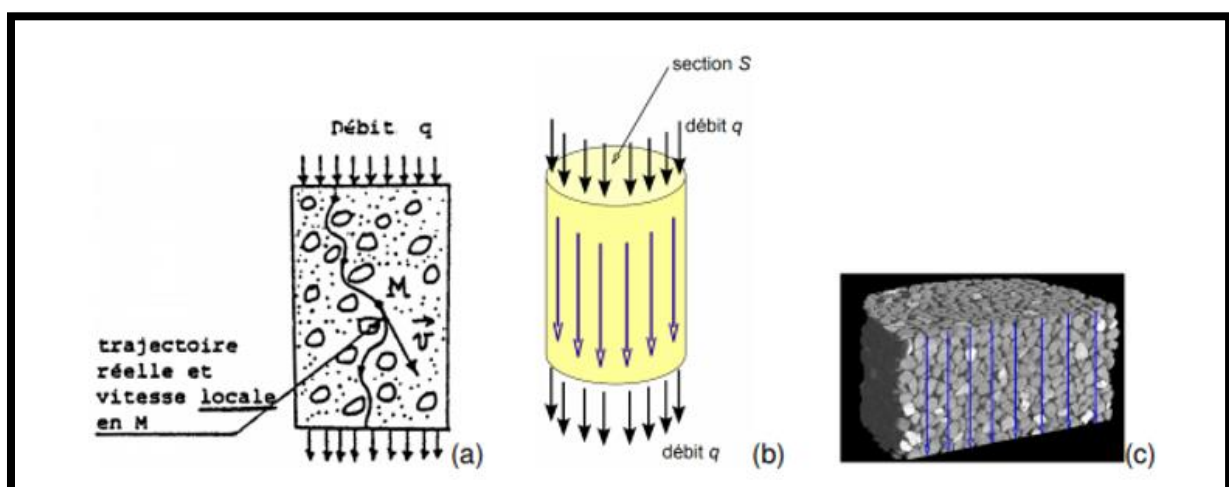 Débit q
M
v
trajectoire
réelle et
vitesse locale
en M
(a)
section S
débit q
débit q
(b)
(c)